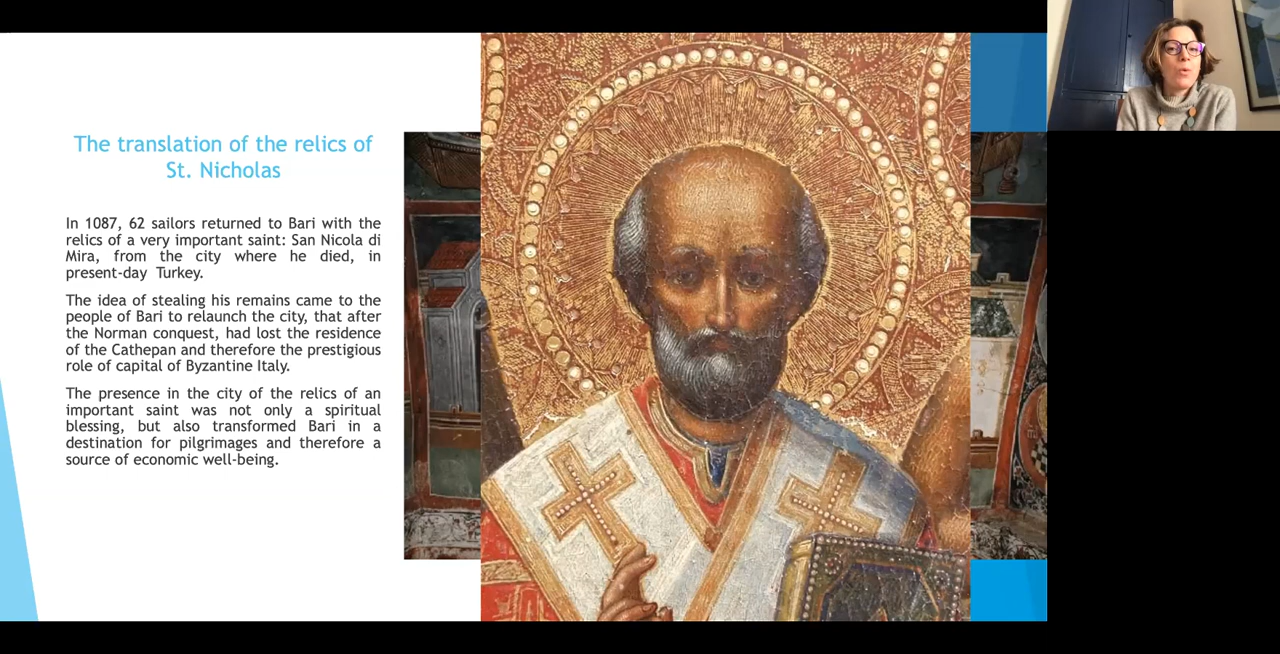 The translation of the relics of
St. Nicholas
In 1087, 62 sailors returned to Bari with the
relics of a very important saint: San Nicola di
Mira, from the city where he died, in
present-day Turkey.
The idea of stealing his remains came to the
people of Bari to relaunch the city, that after
the Norman conquest, had lost the residence
of the Cathepan and therefore the prestigious
role of capital of Byzantine Italy.
The presence in the city of the relics of an
important saint was not only a spiritual
blessing, but also transformed Bari in a
destination for pilgrimages and therefore a
source of economic well-being.